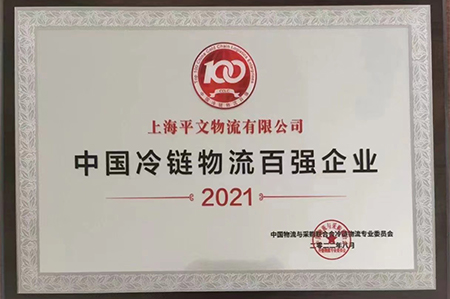 100
上海平文物流有限公司
中国冷链物流百强企业
2021
中国物流与采购联合会冷链物流专业委员会
二〇二一年八月